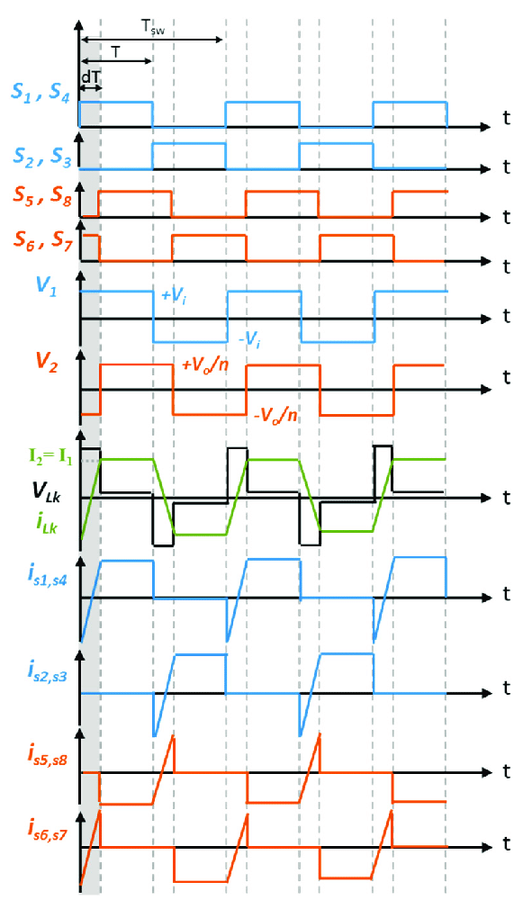 Tsw
T
dT
S1 , S4
t
S2 , S3
t
S5 , S8
t
S6 , S7
t
V1
+Vi
-Vi
t
V2
+Vo/n
-Vo/n
t
I2= I1
VLk
iLk
t
is1,s4
t
is2,s3
t
is5,s8
t
is6,s7
t